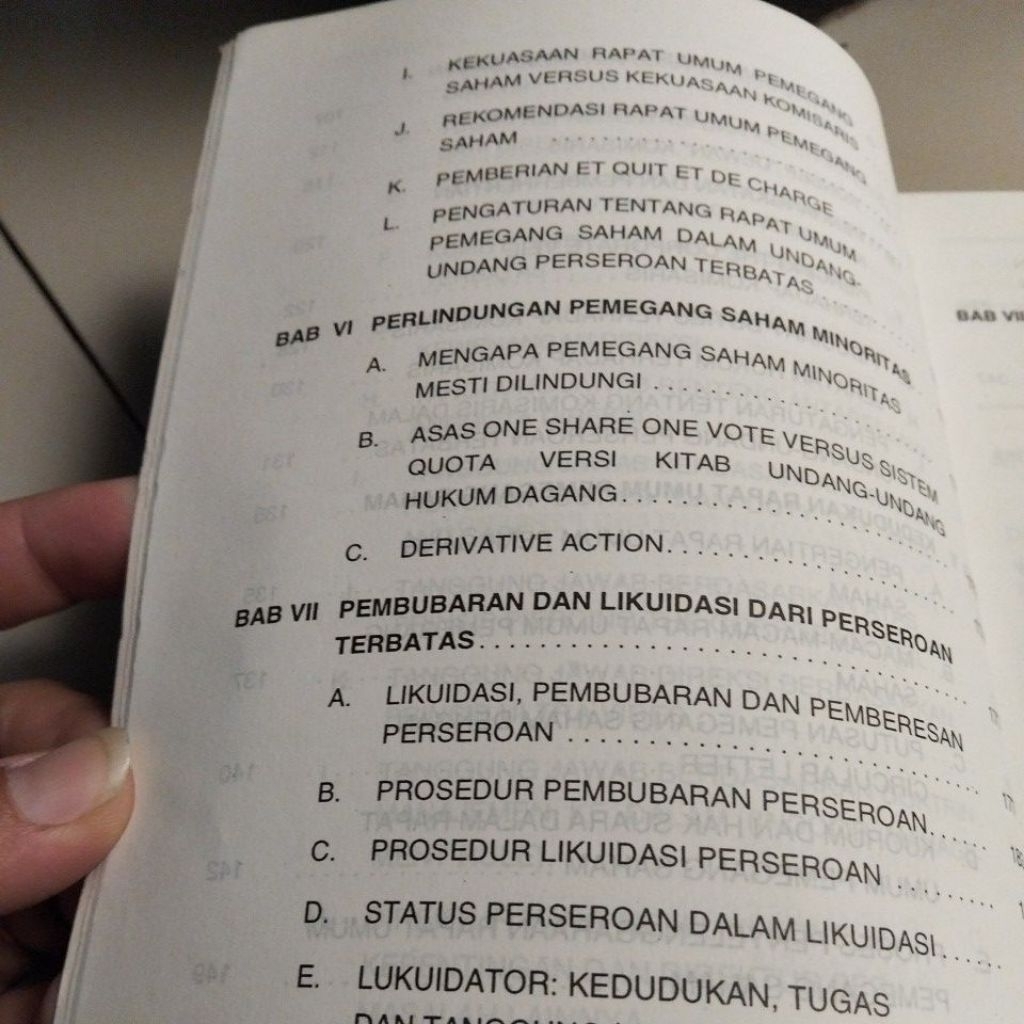 I. KEKUASAAN RAPAT UMUM PEMEGANG
SAHAM VERSUS KEKUASAAN KOMISARIS
J. REKOMENDASI RAPAT UMUM PEMEGANG
SAHAM ....................
K. PEMBERIAN ET QUIT ET DE CHARGE
L. PENGATURAN TENTANG RAPAT UMUM
PEMEGANG SAHAM DALAM UNDANG-
UNDANG PERSEROAN TERBATAS
BAB VI PERLINDUNGAN PEMEGANG SAHAM MINORITAS
A. MENGAPA PEMEGANG SAHAM MINORITAS
MESTI DILINDUNGI ....................
B. ASAS ONE SHARE ONE VOTE VERSUS SISTEM
QUOTA VERSI KITAB UNDANG-UNDANG
HUKUM DAGANG....................
C. DERIVATIVE ACTION....................
BAB VII PEMBUBARAN DAN LIKUIDASI DARI PERSEROAN
TERBATAS..............................
A. LIKUIDASI, PEMBUBARAN DAN PEMBERESAN
PERSEROAN ..........................
B. PROSEDUR PEMBUBARAN PERSEROAN......
C. PROSEDUR LIKUIDASI PERSEROAN ........
D. STATUS PERSEROAN DALAM LIKUIDASI.....
E. LUKUIDATOR: KEDUDUKAN, TUGAS
BAB VIII